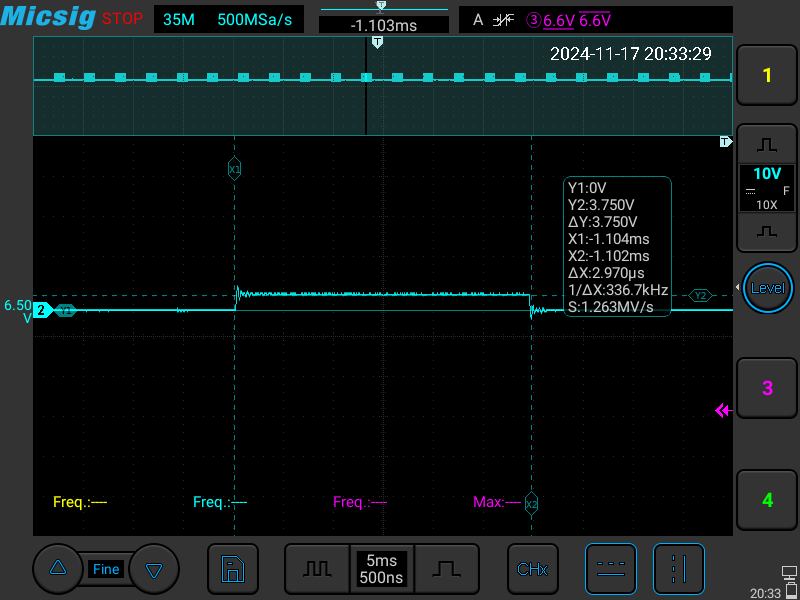 Micsig STOP 35M 500MSa/s -1.103ms A 3 6.6V 6.6V
T
T
2024-11-17 20:33:29
1
T
X1
10V
F
10X
Y1:0V
Y2:3.750V
ΔY:3.750V
X1:-1.104ms
X2:-1.102ms
ΔX:2.970μs
1/ΔX:336.7kHz
S:1.263MV/s
Y2
Level
6.50
V
2
Y1
3
Freq.:---- Freq.:---- Freq.:---- Max:----
X2
4
Fine
5ms
500ns
CHx
20:33